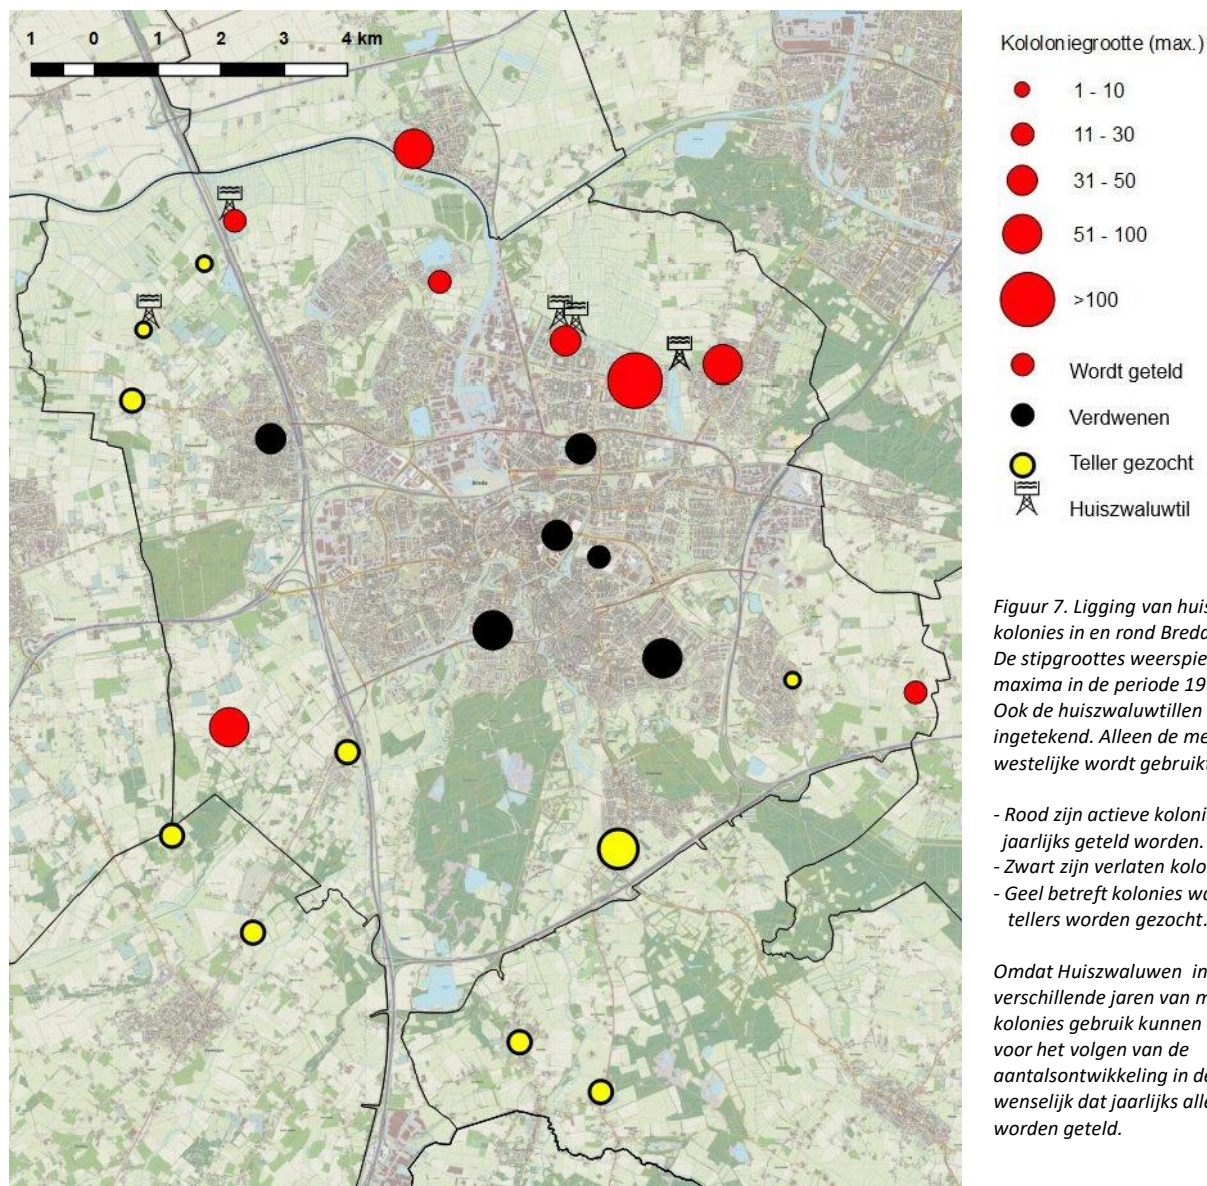 1 0 1 2 3 4 km
Breda
Kololoniegrootte (max.)
1 - 10
11 - 30
31 - 50
51 - 100
>100
Wordt geteld
Verdwenen
Teller gezocht
Huiszwaluwtil
Figuur 7. Ligging van huis
kolonies in en rond Breda
De stipgroottes weerspie
maxima in de periode 19
Ook de huiszwaluwtillen
ingetekend. Alleen de me
westelijke wordt gebruikt
- Rood zijn actieve koloni
jaarlijks geteld worden.
- Zwart zijn verlaten kolo
- Geel betreft kolonies wa
tellers worden gezocht.
Omdat Huiszwaluwen in
verschillende jaren van m
kolonies gebruik kunnen
voor het volgen van de
aantalsontwikkeling in de
wenselijk dat jaarlijks alle
worden geteld.